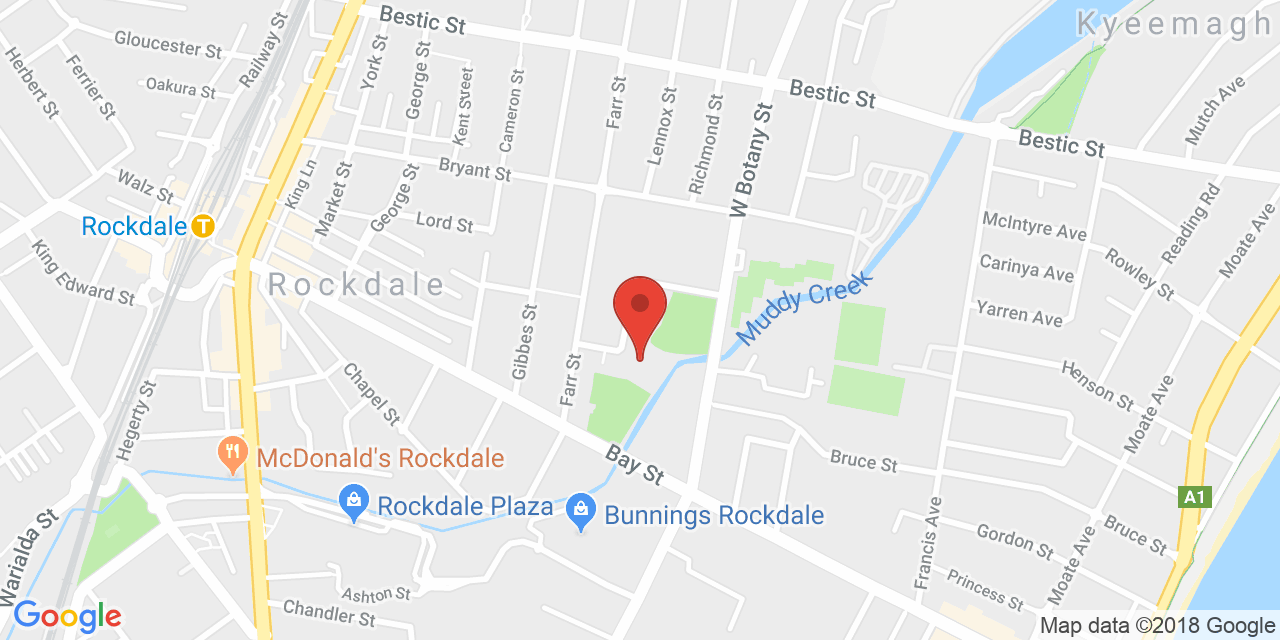 Bestic St
Kyeemagh
Gloucester St
Railway St
York St
George St
Herbert St
Ferrier St
Oakura St
Kent Street
Cameron St
Farr St
Lennox St
Richmond St
Bestic St
W Botany St
Mutch Ave
Bestic St
Walz St
King Ln
Market St
George St
Bryant St
Lord St
Rockdale
T
King Edward St
Rockdale
McIntyre Ave
Reading Rd
Moate Ave
Carinya Ave
Rowley St
Yarren Ave
Muddy Creek
Gibbes St
Farr St
Chapel St
Hegerty St
Henson St
Moate Ave
McDonald's Rockdale
Bay St
Bruce St
Rockdale Plaza
Bunnings Rockdale
A1
Warialda St
Francis Ave
Gordon St
Bruce St
Moate Ave
Princess St
Ashton St
Chandler St
Google
Map data ©2018 Google